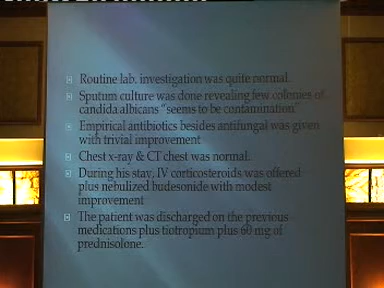 Routine lab. investigation was quite normal.
Sputum culture was done revealing few colonies of
candida albicans "seems to be contamination"
Empirical antibiotics besides antifungal was given
with trivial improvement
Chest x-ray & CT chest was normal.
During his stay, IV corticosteroids was offered
plus nebulized budesonide with modest
improvement
The patient was discharged on the previous
medications plus tiotropium plus 60 mg of
prednisolone.